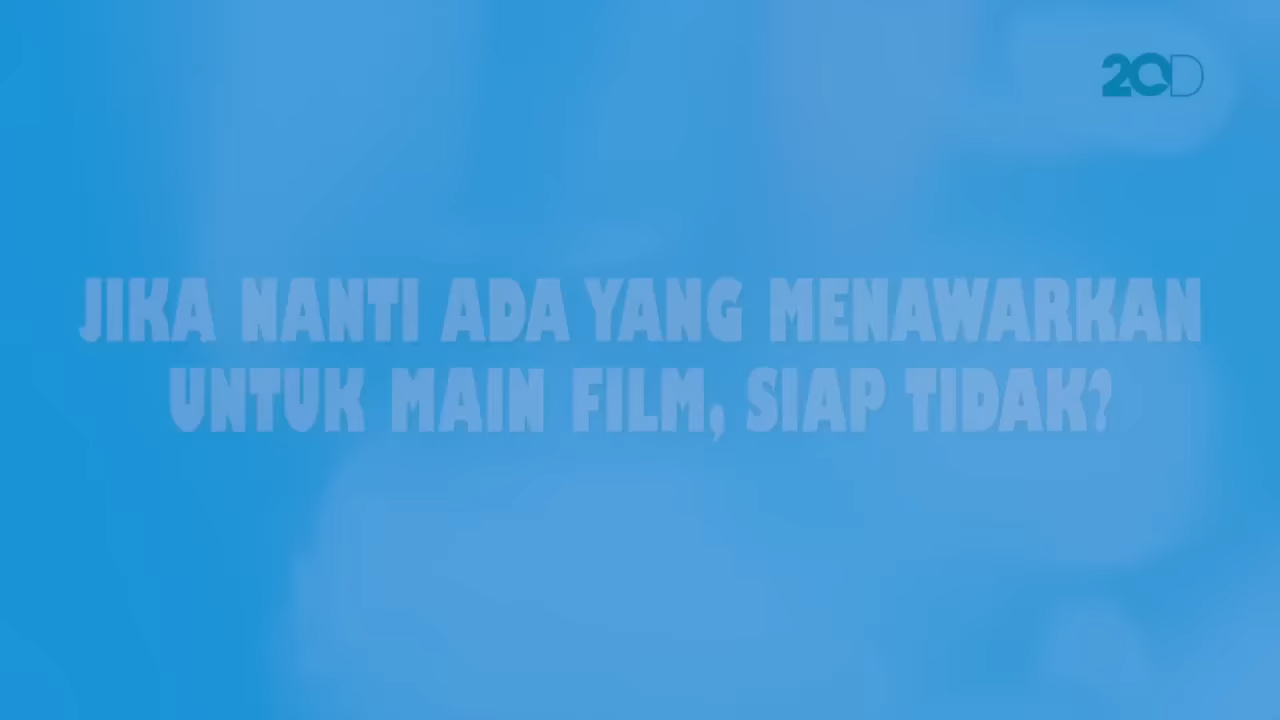 20D
JIKA NANTI ADA YANG MENAWARKAN
UNTUK MAIN FILM, SIAP TIDAK?